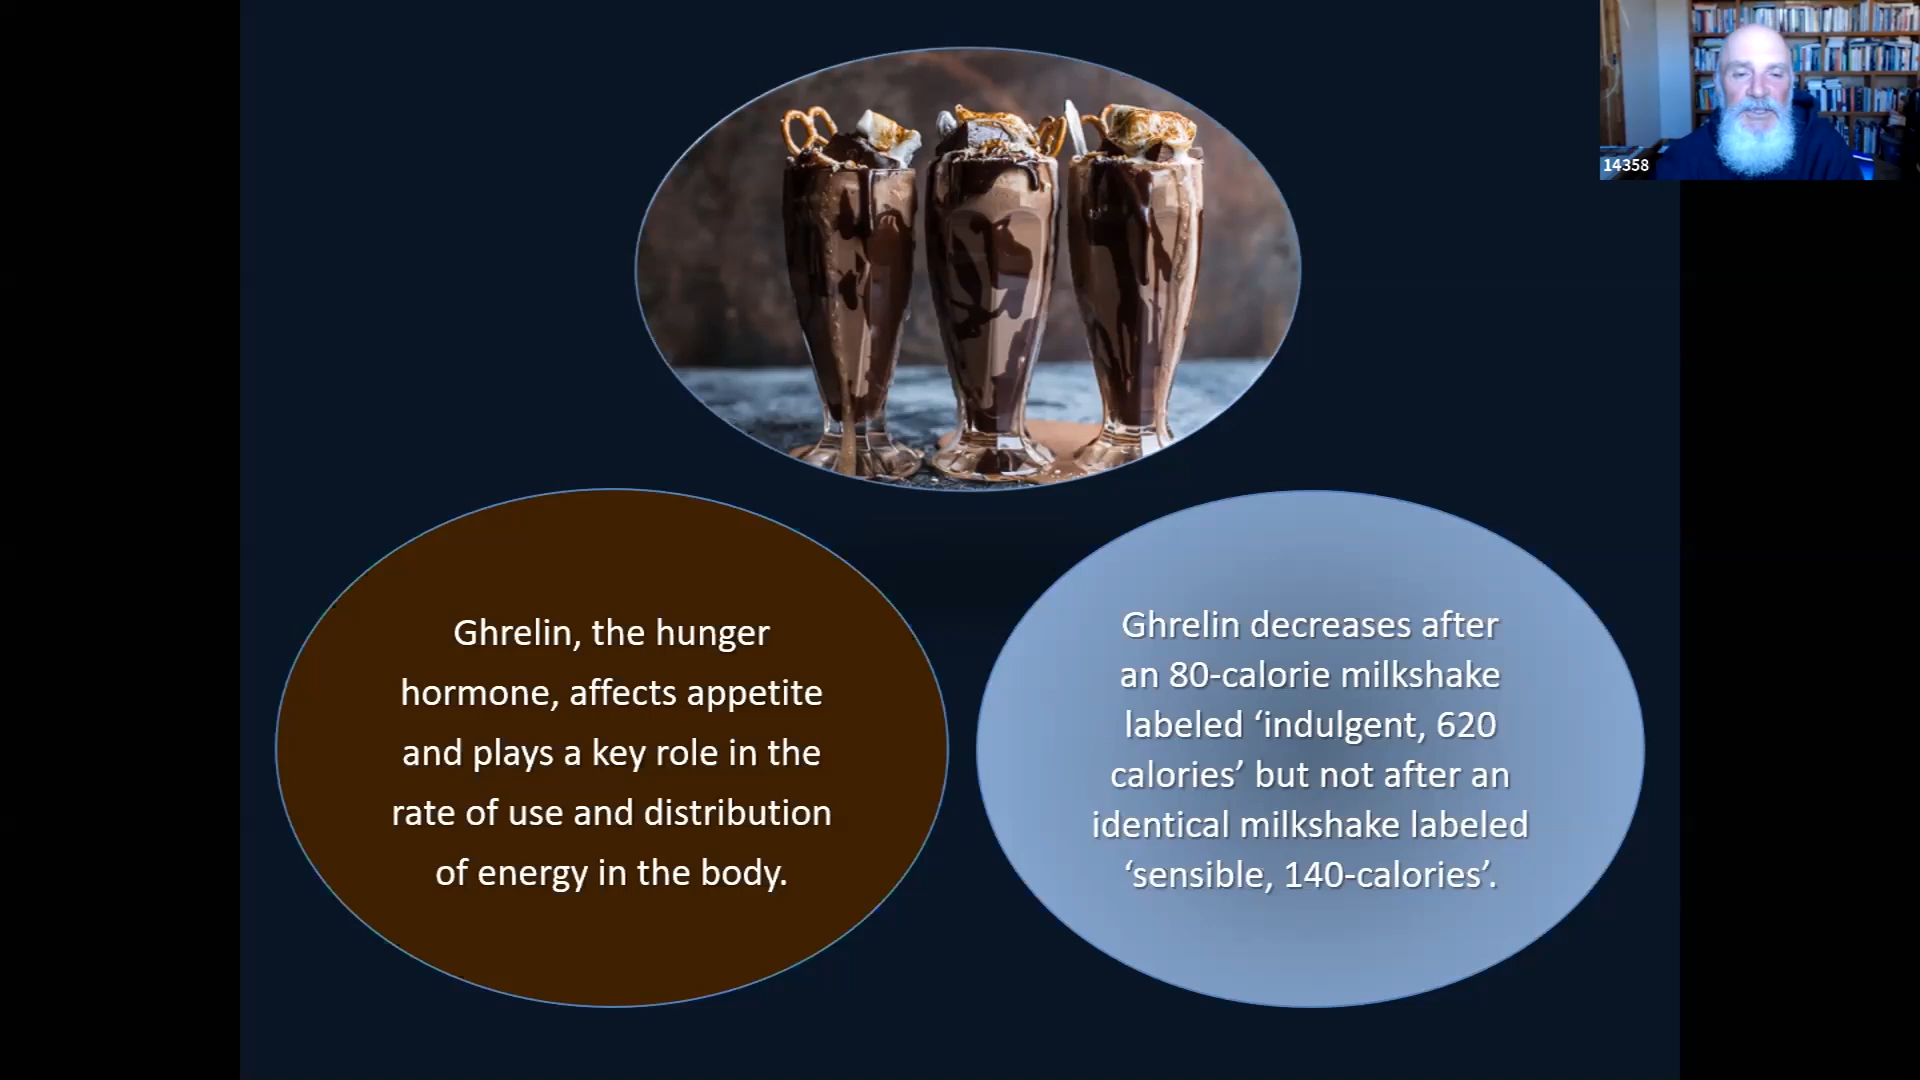 14358
Ghrelin, the hunger
hormone, affects appetite
and plays a key role in the
rate of use and distribution
of energy in the body.
Ghrelin decreases after
an 80-calorie milkshake
labeled ‘indulgent, 620
calories’ but not after an
identical milkshake labeled
‘sensible, 140-calories’.